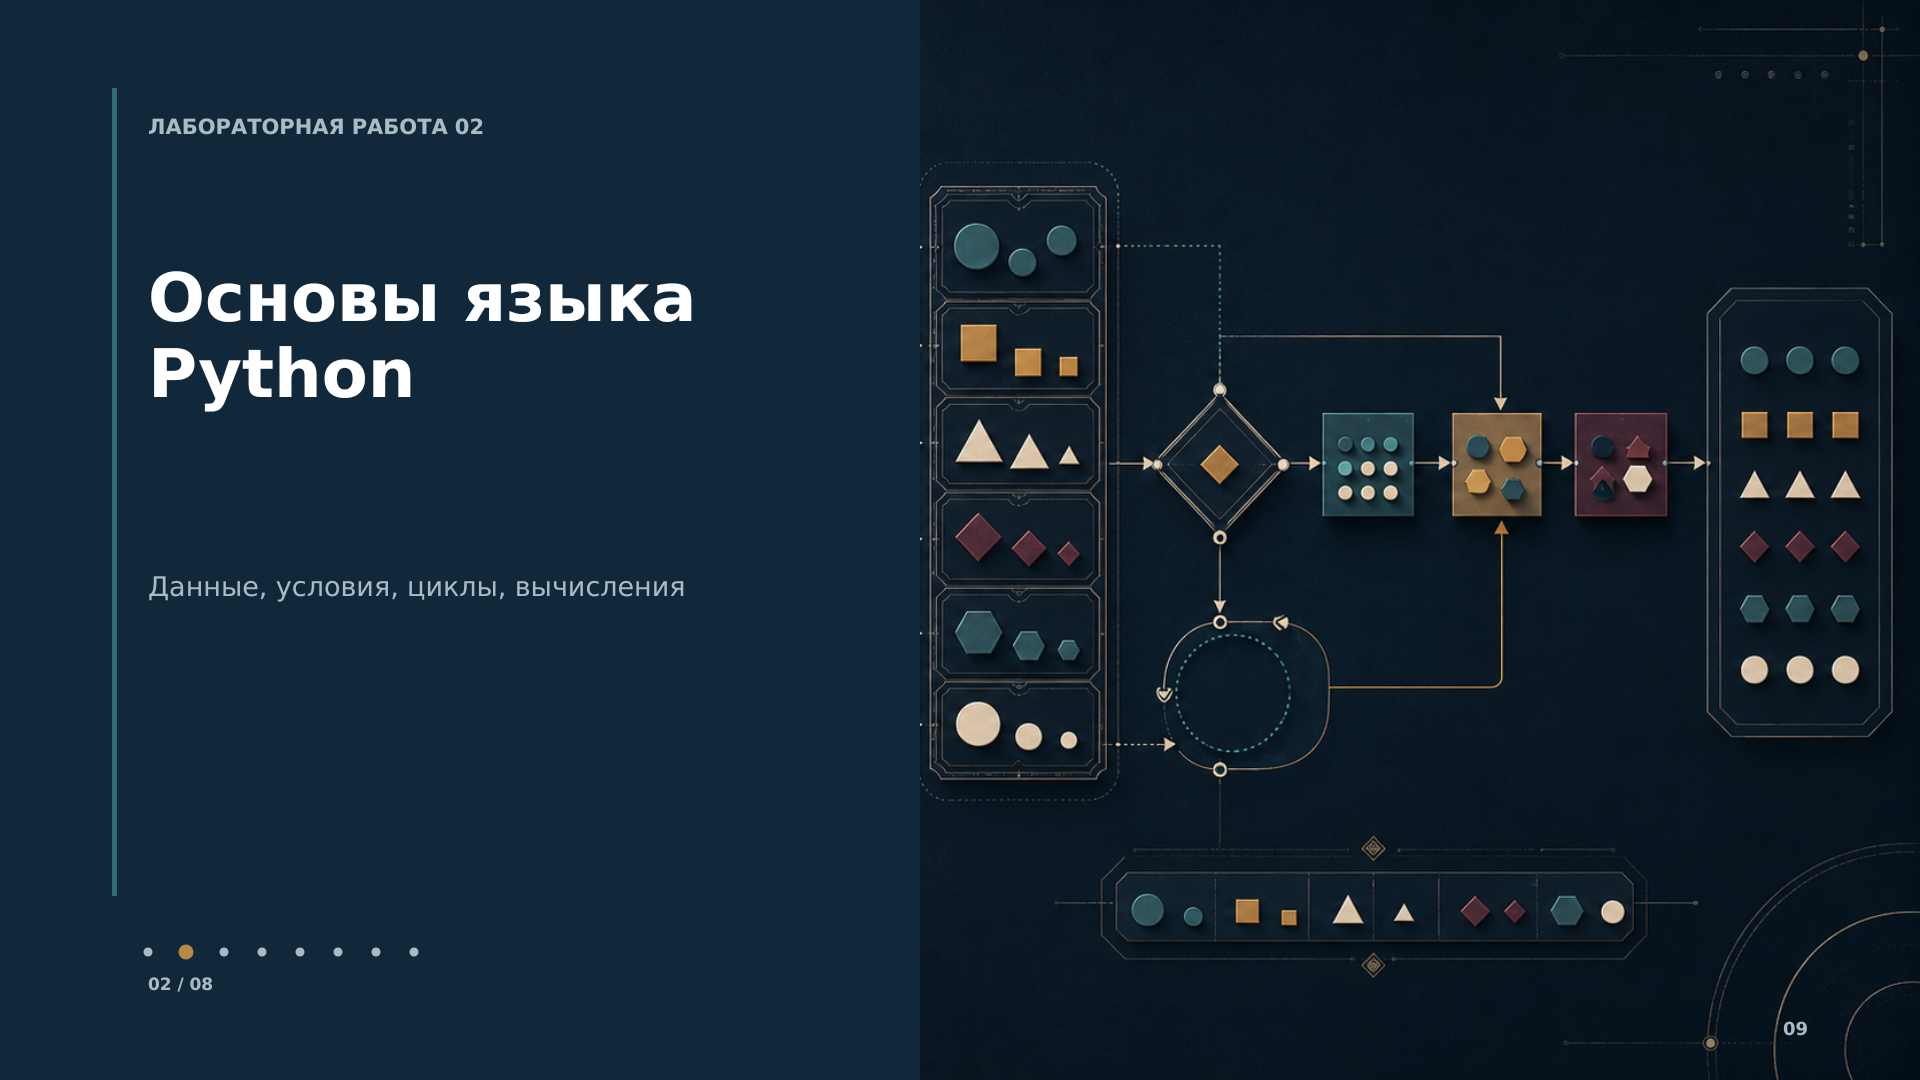 ЛАБОРАТОРНАЯ РАБОТА 02
Основы языка
Python
Данные, условия, циклы, вычисления
02 / 08
09